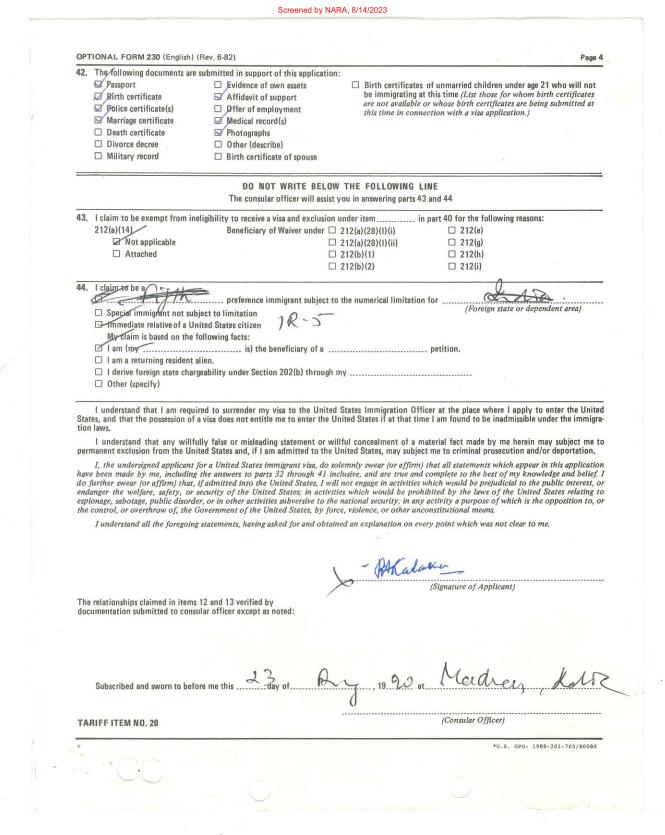 Screened by NARA, 8/14/2023
OPTIONAL FORM 230 (English) (Rev. 6-82)
Page 4
42. The following documents are submitted in support of this application:
☑ Passport
☑ Birth certificate
☑ Police certificate(s)
☑ Marriage certificate
☐ Death certificate
☐ Divorce decree
☐ Military record
☐ Evidence of own assets
☑ Affidavit of support
☐ Offer of employment
☑ Medical record(s)
☑ Photographs
☐ Other (describe)
☐ Birth certificate of spouse
☐ Birth certificates of unmarried children under age 21 who will not
be immigrating at this time (List those for whom birth certificates
are not available or whose birth certificates are being submitted at
this time in connection with a visa application.)
DO NOT WRITE BELOW THE FOLLOWING LINE
The consular officer will assist you in answering parts 43 and 44
43. I claim to be exempt from ineligibility to receive a visa and exclusion under item ............ in part 40 for the following reasons:
212(a)(14)
☑ Not applicable
☐ Attached
Beneficiary of Waiver under ☐ 212(a)(28)(I)(i)
☐ 212(a)(28)(I)(ii)
☐ 212(b)(1)
☐ 212(b)(2)
☐ 212(e)
☐ 212(g)
☐ 212(h)
☐ 212(i)
44. I claim to be a
preference immigrant subject to the numerical limitation for
(Foreign state or dependent area)
☐ Special immigrant not subject to limitation
☑ Immediate relative of a United States citizen IR-5
My claim is based on the following facts:
☑ I am (my ............ is) the beneficiary of a ............ petition.
☐ I am a returning resident alien.
☐ I derive foreign state chargeability under Section 202(b) through my ............
☐ Other (specify)
I understand that I am required to surrender my visa to the United States Immigration Officer at the place where I apply to enter the United
States, and that the possession of a visa does not entitle me to enter the United States if at that time I am found to be inadmissible under the immigra-
tion laws.
I understand that any willfully false or misleading statement or willful concealment of a material fact made by me herein may subject me to
permanent exclusion from the United States and, if I am admitted to the United States, may subject me to criminal prosecution and/or deportation.
I, the undersigned applicant for a United States immigrant visa, do solemnly swear (or affirm) that all statements which appear in this application
have been made by me, including the answers to parts 32 through 41 inclusive, and are true and complete to the best of my knowledge and belief. I
do further swear (or affirm) that, if admitted into the United States, I will not engage in activities which would be prejudicial to the public interest, or
endanger the welfare, safety, or security of the United States; in activities which would be prohibited by the laws of the United States relating to
espionage, sabotage, public disorder, or in other activities subversive to the national security; in any activity a purpose of which is the opposition to, or
the control, or overthrow of, the Government of the United States, by force, violence, or other unconstitutional means.
I understand all the foregoing statements, having asked for and obtained an explanation on every point which was not clear to me.
(Signature of Applicant)
The relationships claimed in items 12 and 13 verified by
documentation submitted to consular officer except as noted:
Subscribed and sworn to before me this 23 day of Aug, 1990 at Madras, India
(Consular Officer)
TARIFF ITEM NO. 20
*U.S. GPO: 1988-201-760/80080